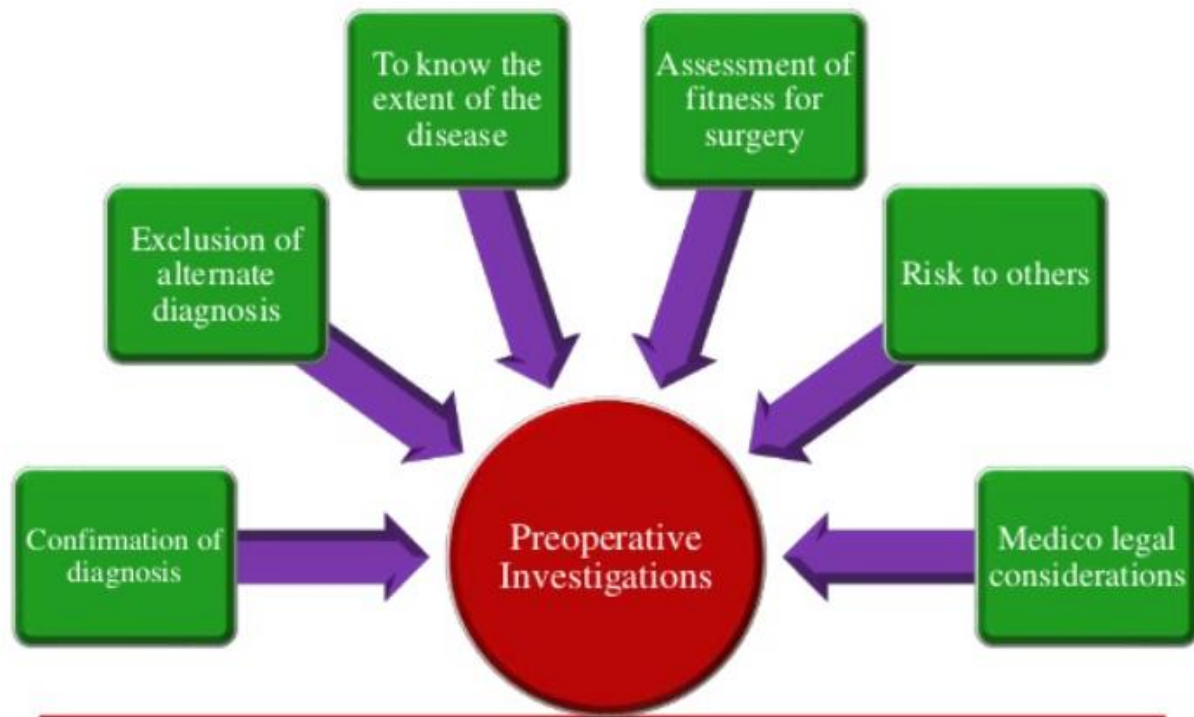 To know the
extent of the
disease
Assessment of
fitness for
surgery
Exclusion of
alternate
diagnosis
Risk to others
Confirmation of
diagnosis
Preoperative
Investigations
Medico legal
considerations